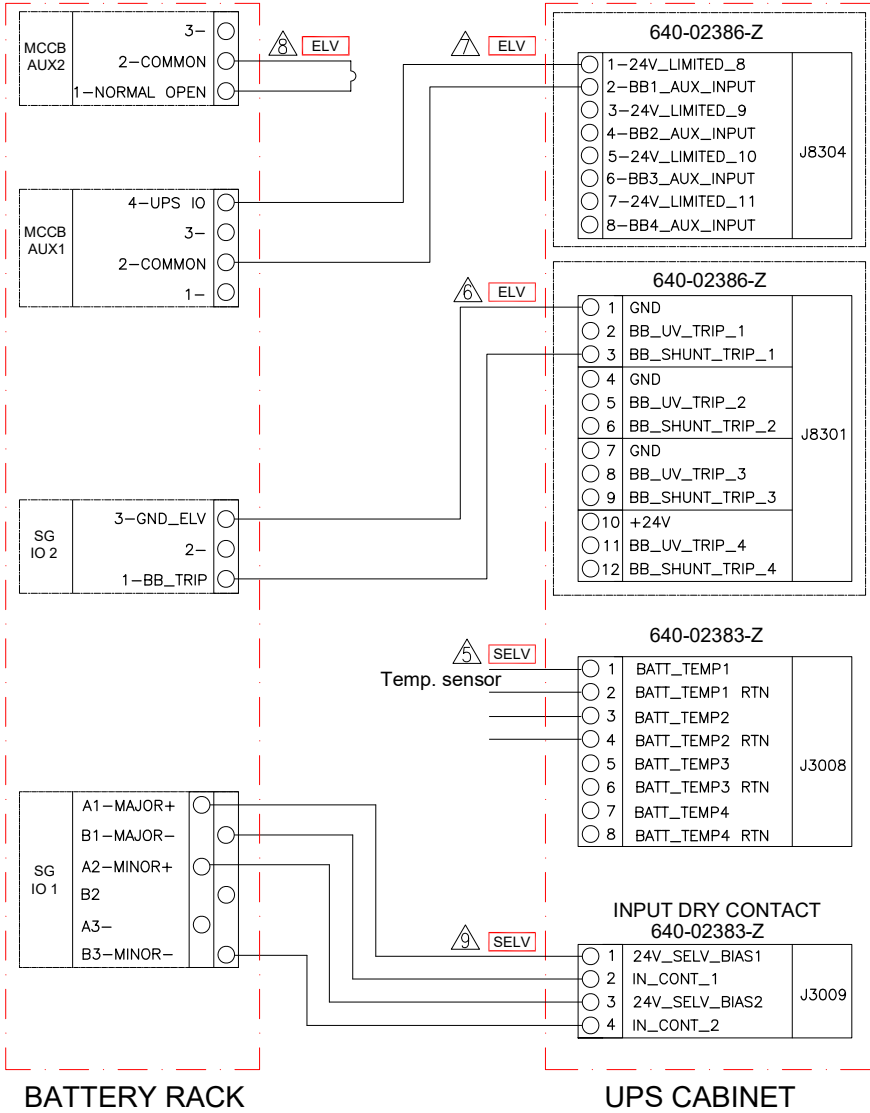 MCCB
AUX2
3-
2-COMMON
1-NORMAL OPEN
8 ELV
7 ELV
640-02386-Z
1-24V_LIMITED_8
2-BB1_AUX_INPUT
3-24V_LIMITED_9
4-BB2_AUX_INPUT
5-24V_LIMITED_10
6-BB3_AUX_INPUT
7-24V_LIMITED_11
8-BB4_AUX_INPUT
J8304
MCCB
AUX1
4-UPS IO
3-
2-COMMON
1-
6 ELV
640-02386-Z
1 GND
2 BB_UV_TRIP_1
3 BB_SHUNT_TRIP_1
4 GND
5 BB_UV_TRIP_2
6 BB_SHUNT_TRIP_2
7 GND
8 BB_UV_TRIP_3
9 BB_SHUNT_TRIP_3
10 +24V
11 BB_UV_TRIP_4
12 BB_SHUNT_TRIP_4
J8301
SG
IO 2
3-GND_ELV
2-
1-BB_TRIP
5 SELV
Temp. sensor
640-02383-Z
1 BATT_TEMP1
2 BATT_TEMP1 RTN
3 BATT_TEMP2
4 BATT_TEMP2 RTN
5 BATT_TEMP3
6 BATT_TEMP3 RTN
7 BATT_TEMP4
8 BATT_TEMP4 RTN
J3008
SG
IO 1
A1-MAJOR+
B1-MAJOR-
A2-MINOR+
B2
A3-
B3-MINOR-
9 SELV
INPUT DRY CONTACT
640-02383-Z
1 24V_SELV_BIAS1
2 IN_CONT_1
3 24V_SELV_BIAS2
4 IN_CONT_2
J3009
BATTERY RACK
UPS CABINET